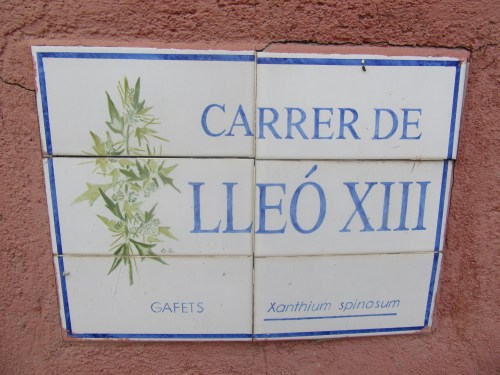 CARRER DE
LLEÓ XIII
GAFETS Xanthium spinosum